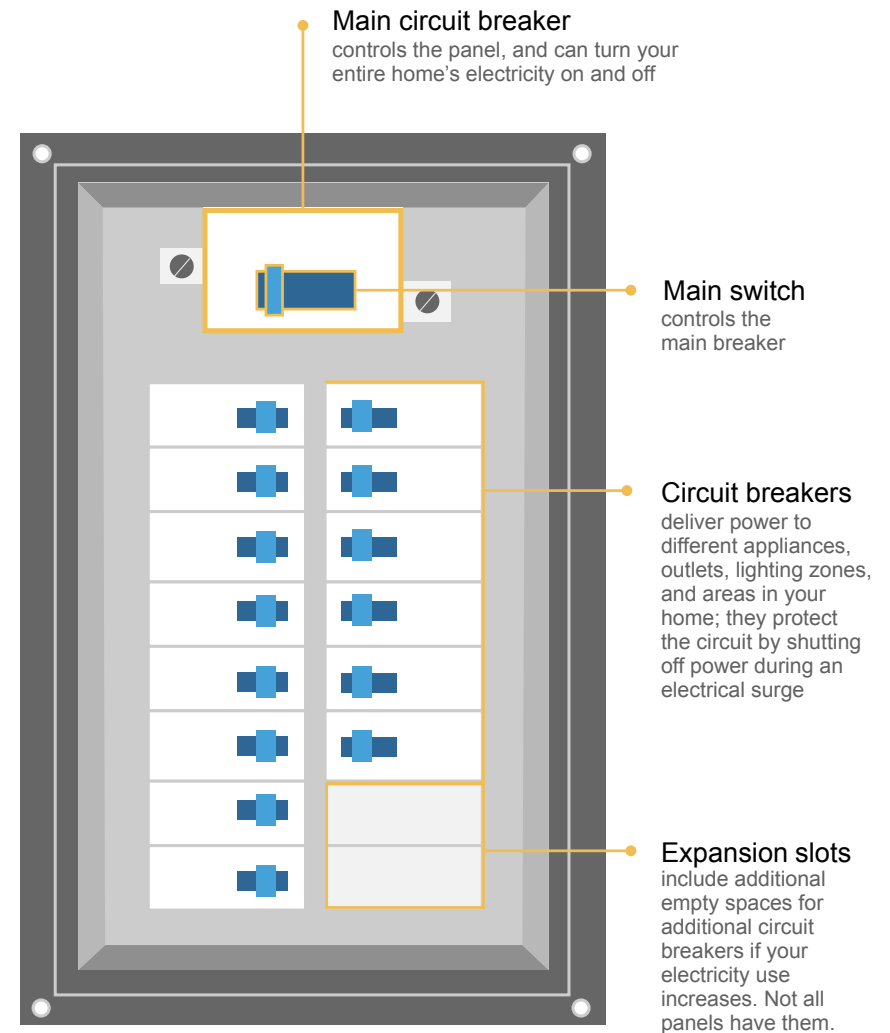 Main circuit breaker
controls the panel, and can turn your
entire home’s electricity on and off
Main switch
controls the
main breaker
Circuit breakers
deliver power to
different appliances,
outlets, lighting zones,
and areas in your
home; they protect
the circuit by shutting
off power during an
electrical surge
Expansion slots
include additional
empty spaces for
additional circuit
breakers if your
electricity use
increases. Not all
panels have them.